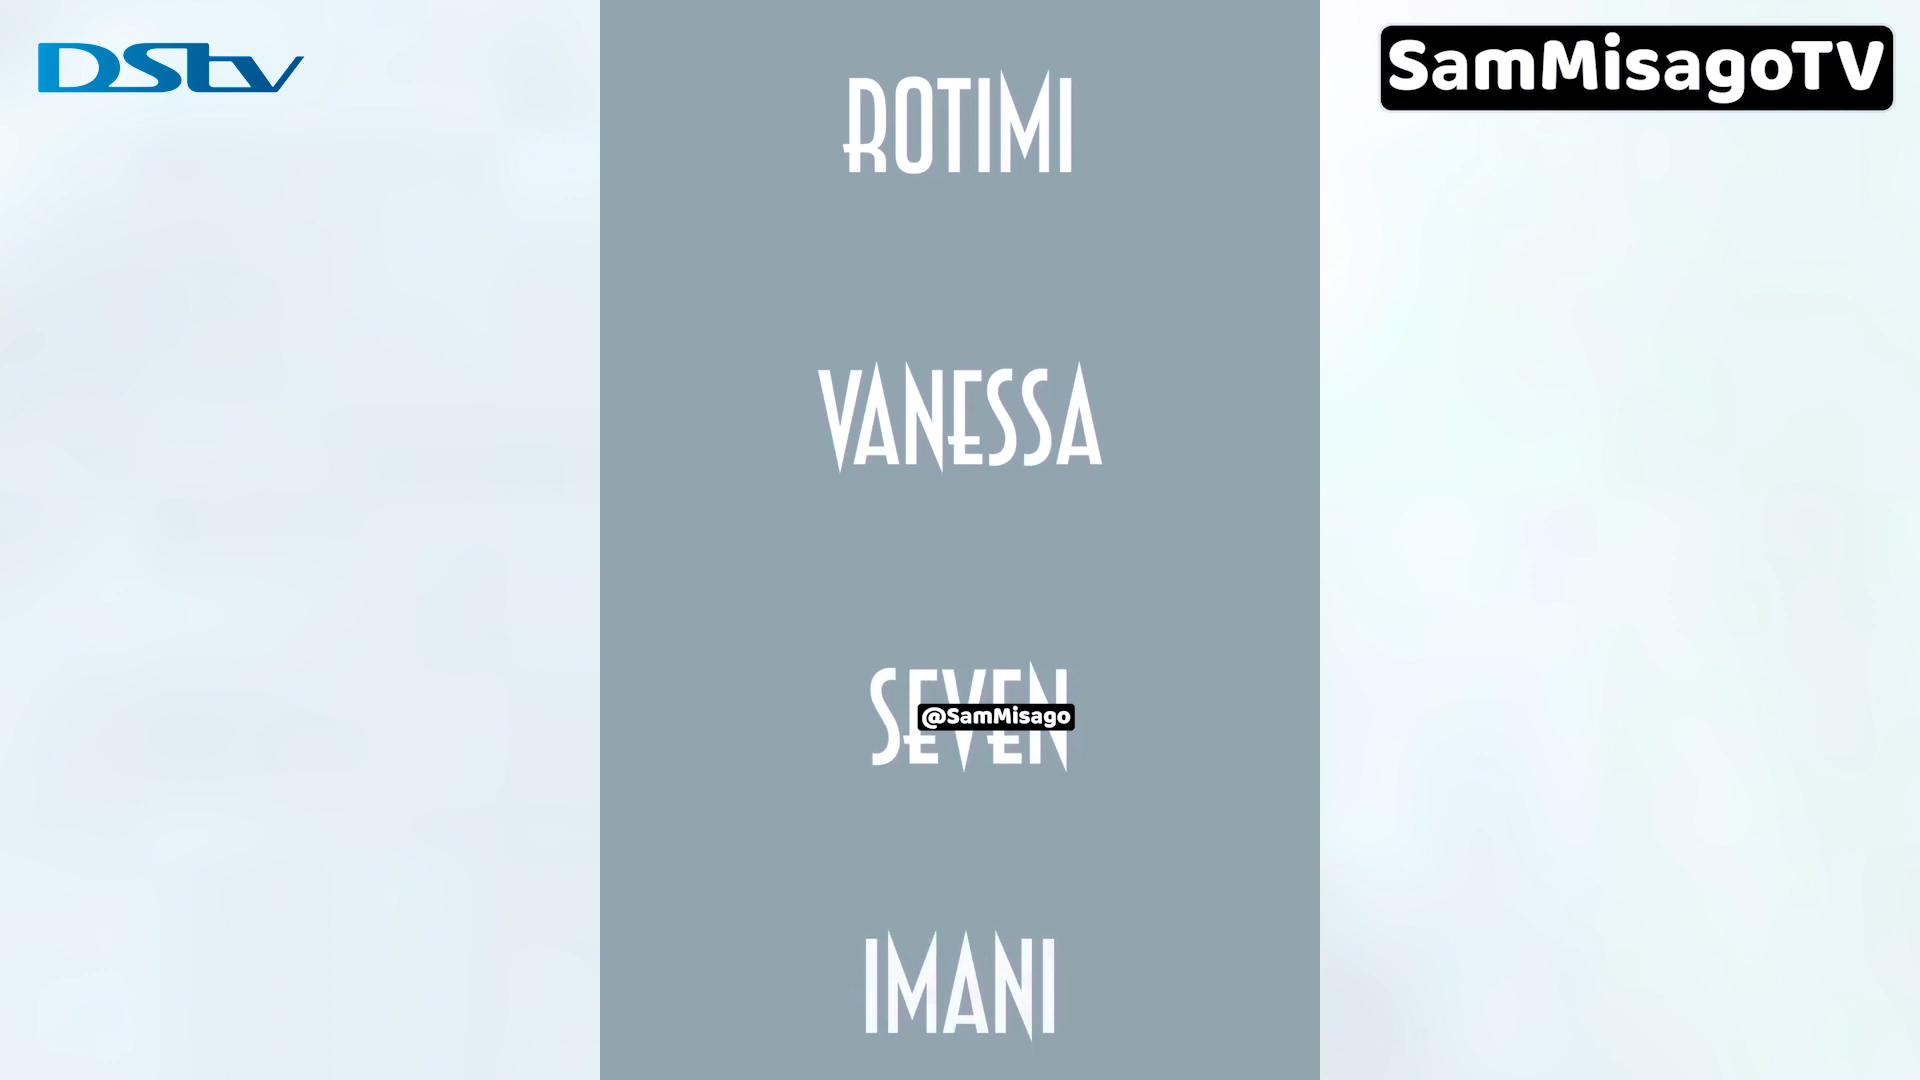 DStv
SamMisagoTV
ROTIMI
VANESSA
SEVEN
@SamMisago
IMANI